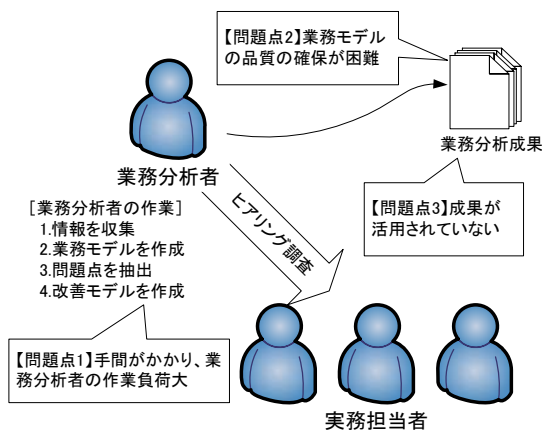 【問題点2】業務モデル
の品質の確保が困難
業務分析成果
業務分析者
【問題点3】成果が
活用されていない
ヒアリング調査
[業務分析者の作業]
1.情報を収集
2.業務モデルを作成
3.問題点を抽出
4.改善モデルを作成
【問題点1】手間がかかり、業
務分析者の作業負荷大
実務担当者